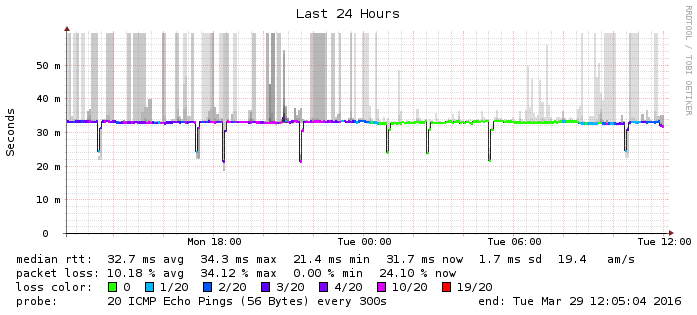 Last 24 Hours
RRDTOOL / TOBI OETIKER
Seconds
50 m
40 m
30 m
20 m
10 m
0
Mon 18:00 Tue 00:00 Tue 06:00 Tue 12:00
median rtt: 32.7 ms avg 34.3 ms max 21.4 ms min 31.7 ms now 1.7 ms sd 19.4 am/s
packet loss: 10.18 % avg 34.12 % max 0.00 % min 24.10 % now
loss color: 0 1/20 2/20 3/20 4/20 10/20 19/20
probe: 20 ICMP Echo Pings (56 Bytes) every 300s end: Tue Mar 29 12:05:04 2016